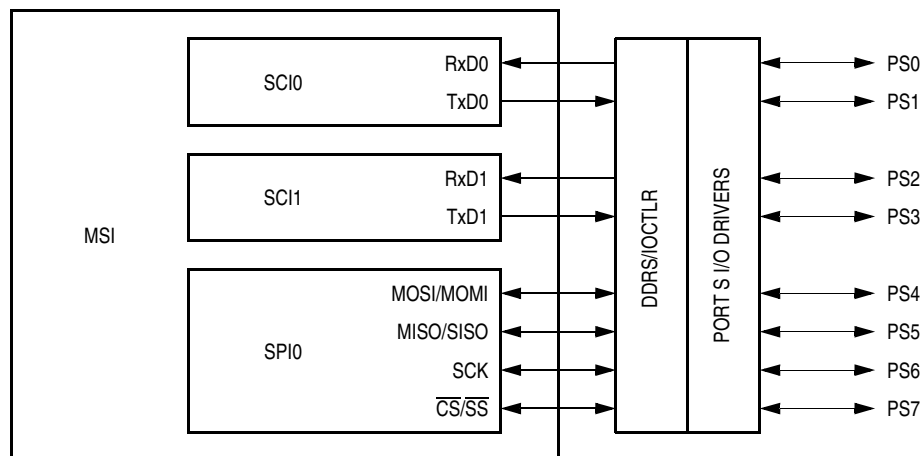 RxD0
SCI0
TxD0
PS0
PS1
RxD1
SCI1
TxD1
PS2
PS3
MSI
MOSI/MOMI
MISO/SISO
SPI0
SCK
CS/SS
DDRS/IOCTLR
PORT S I/O DRIVERS
PS4
PS5
PS6
PS7